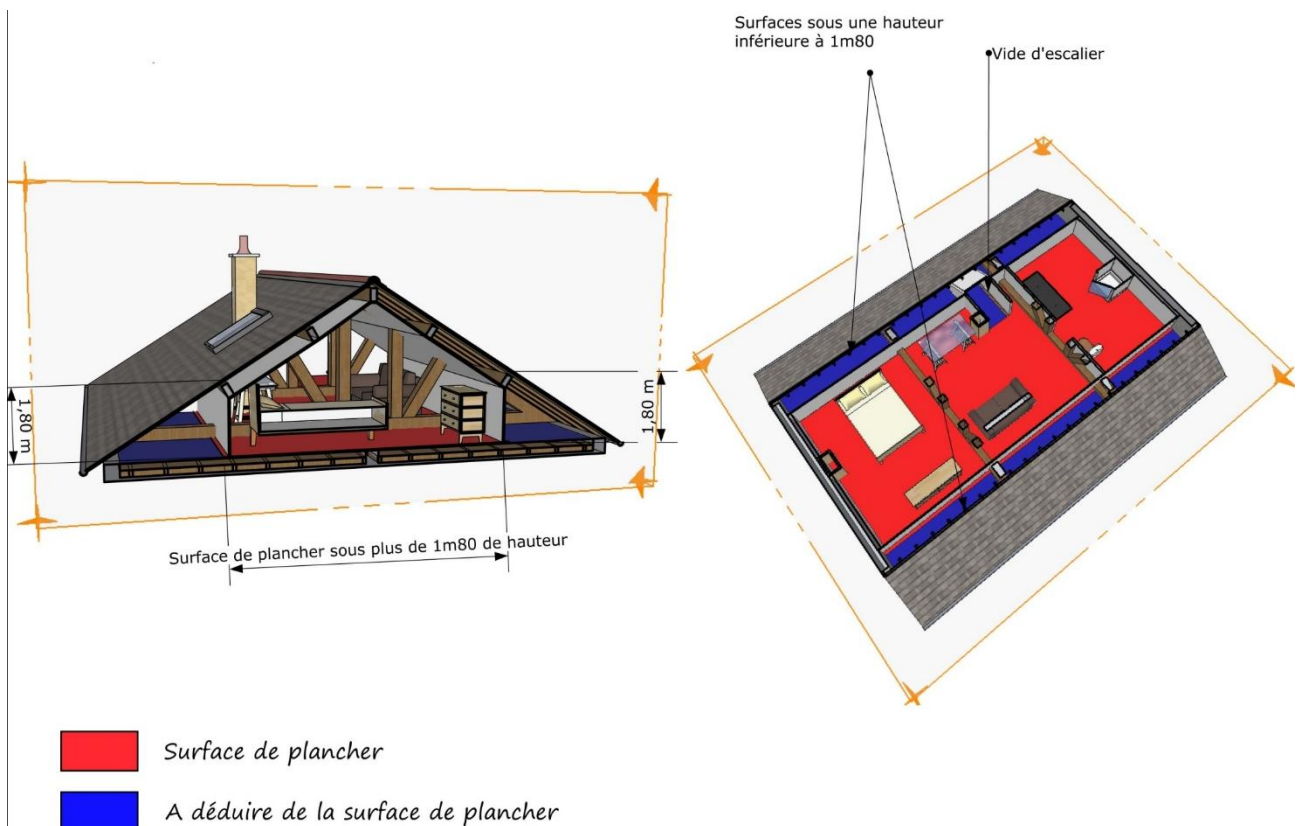 Surfaces sous une hauteur
inférieure à 1m80
Vide d'escalier
1,80 m
1,80 m
Surface de plancher sous plus de 1m80 de hauteur
Surface de plancher
A déduire de la surface de plancher